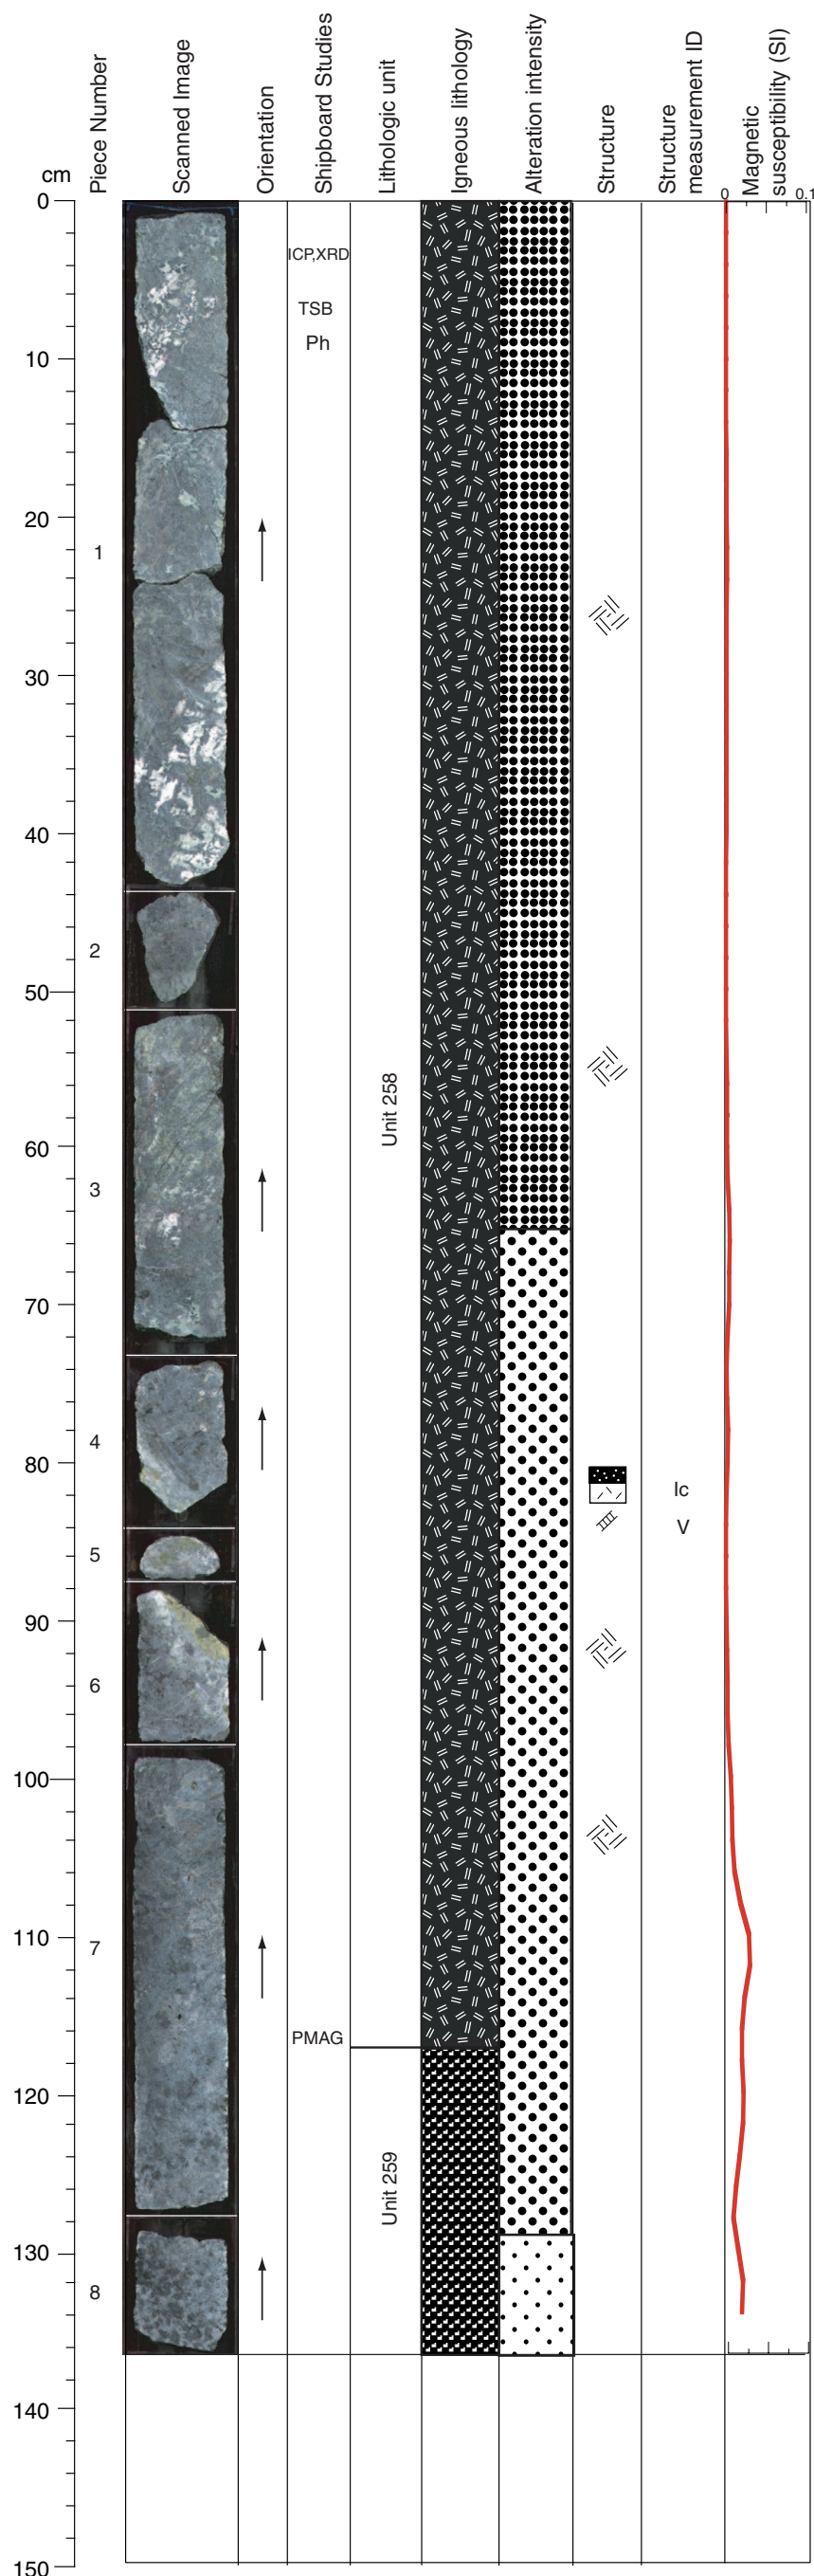 cm
Piece Number
Scanned Image
Orientation
Shipboard Studies
Lithologic unit
Igneous lithology
Alteration intensity
Structure
Structure
measurement ID
Magnetic
susceptibility (SI)
0
0.1
0
10
20
30
40
50
60
70
80
90
100
110
120
130
140
150
1
2
3
4
5
6
7
8
ICP,XRD
TSB
Ph
PMAG
Unit 258
Unit 259
Ic
V